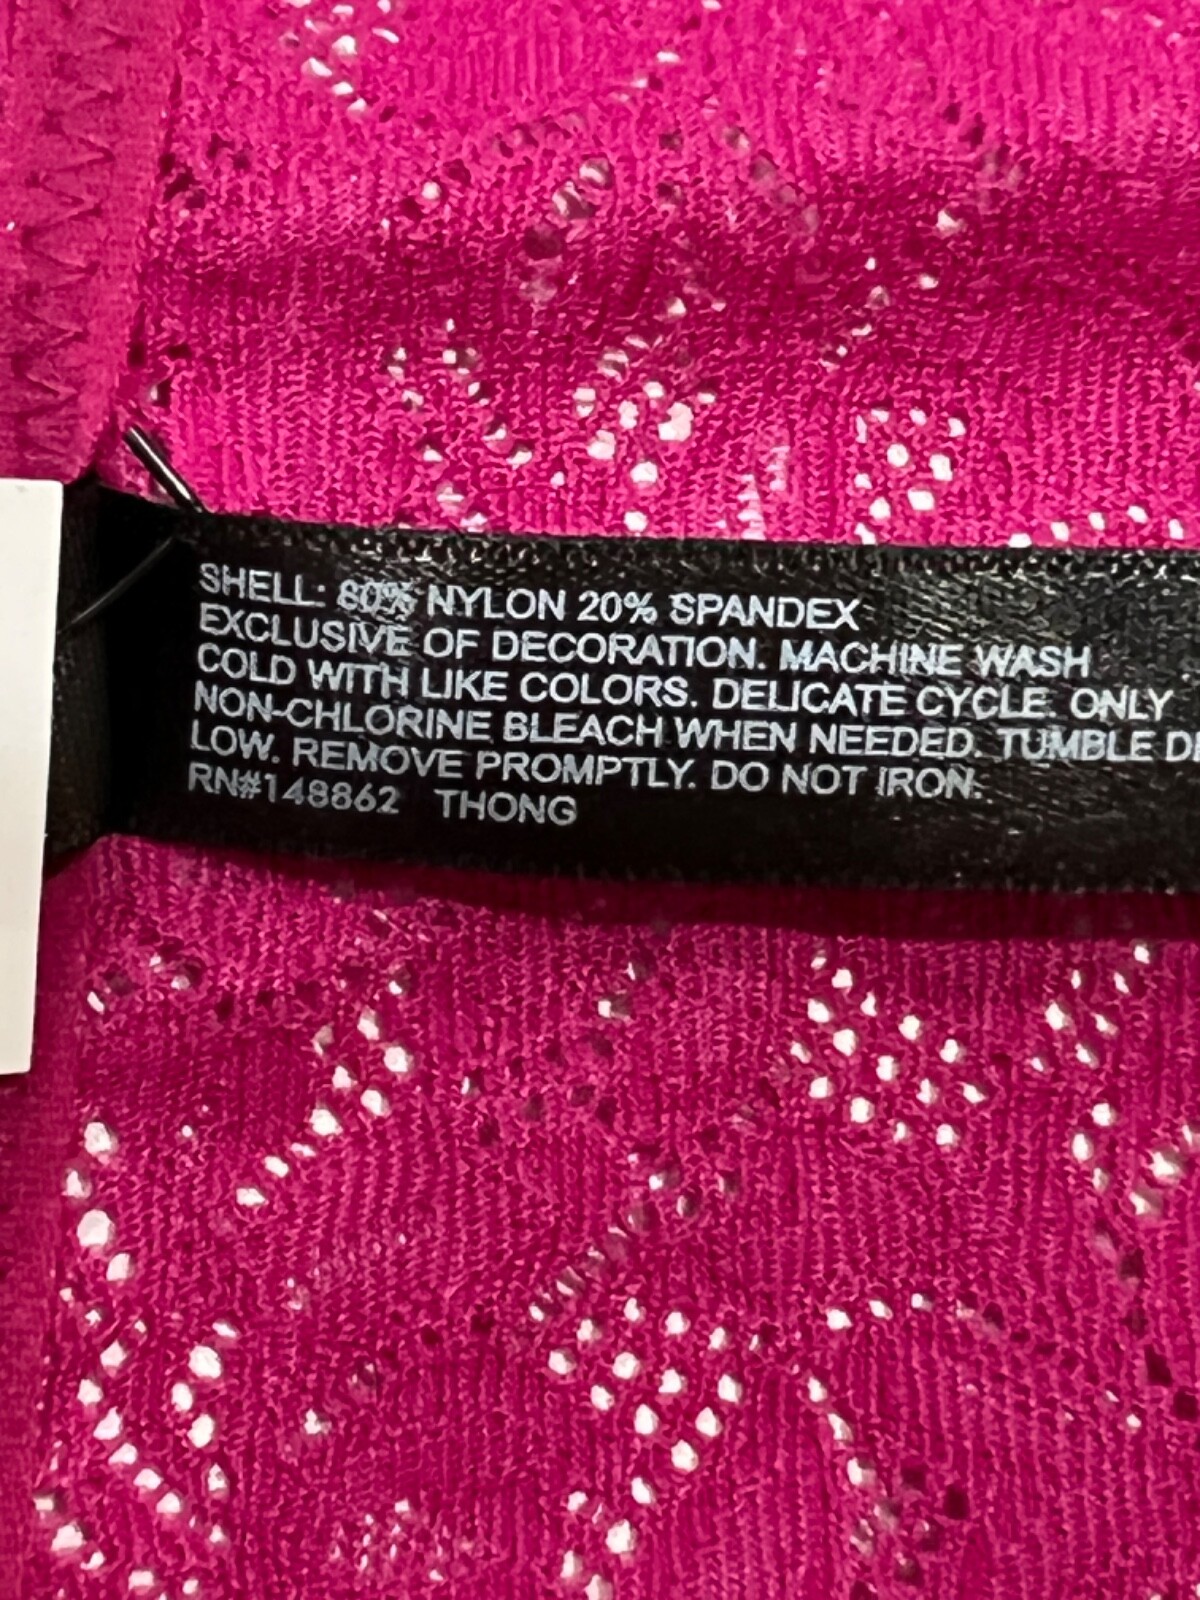 SHELL: 80% NYLON 20% SPANDEX
EXCLUSIVE OF DECORATION. MACHINE WASH
COLD WITH LIKE COLORS. DELICATE CYCLE. ONLY
NON-CHLORINE BLEACH WHEN NEEDED. TUMBLE
LOW. REMOVE PROMPTLY. DO NOT IRON.
RN#148862 THONG